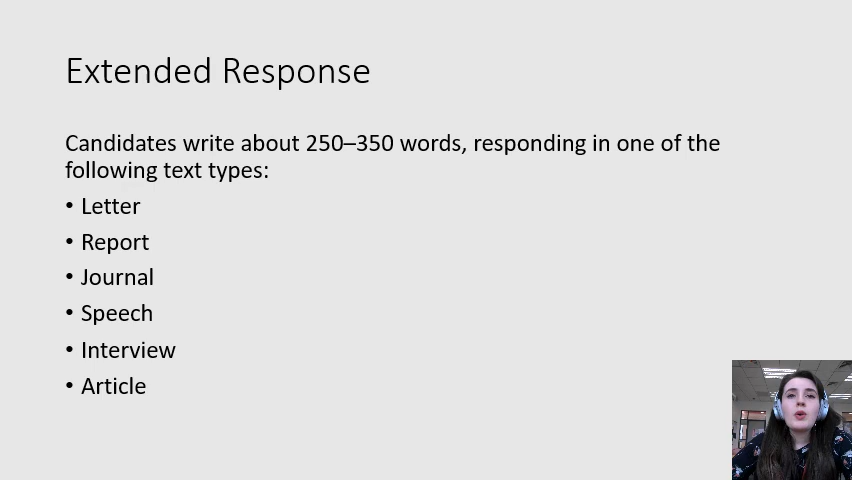 Extended Response
Candidates write about 250–350 words, responding in one of the
following text types:
• Letter
• Report
• Journal
• Speech
• Interview
• Article